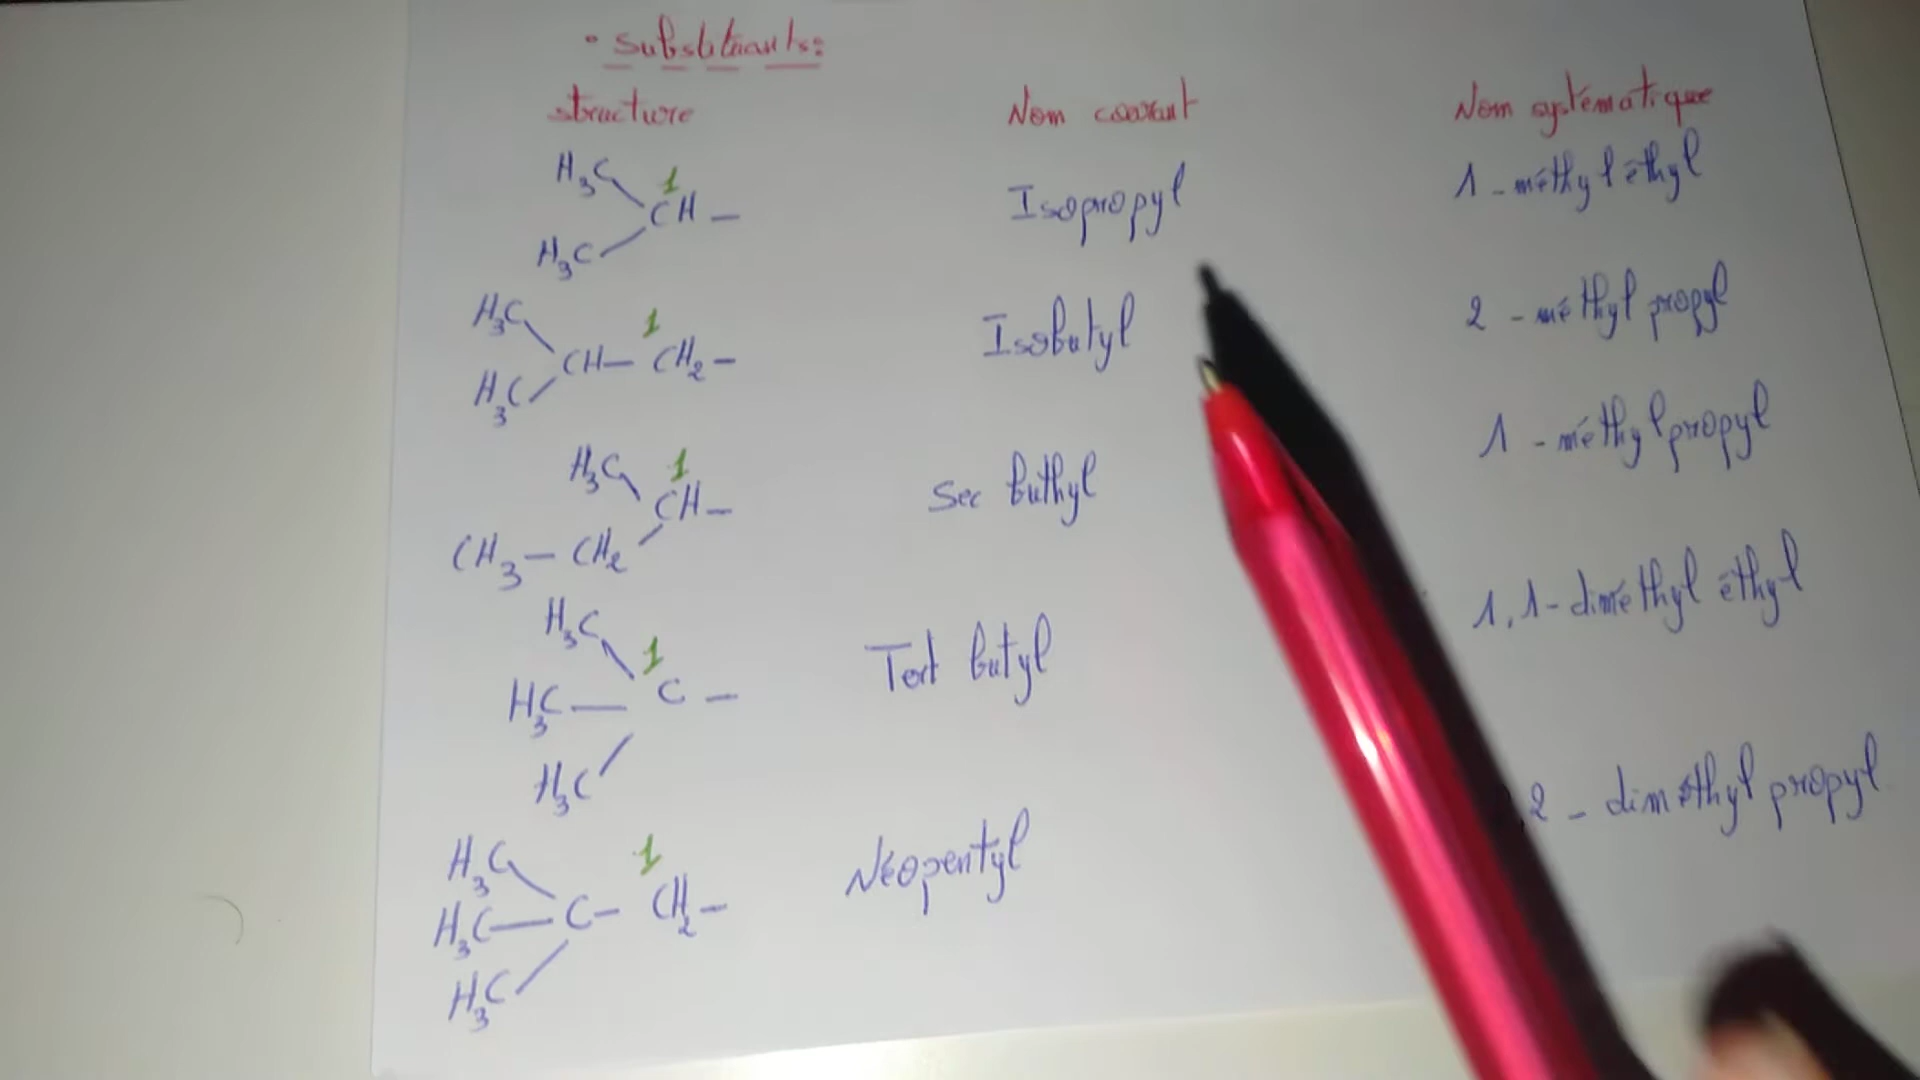 • Substituants:
structure Nom courant Nom systématique
H3C
1
CH –
H3C
Isopropyl 1 - méthyl éthyl
H3C
1
CH – CH2 –
H3C
Isobutyl 2 - méthyl propyl
H3C
1
CH –
CH3 – CH2
Sec buthyl 1 - méthyl propyl
H3C
1
H3C — C –
H3C
Tert butyl 1,1 - diméthyl éthyl
H3C
1
H3C — C – CH2 –
H3C
Néopentyl 2 - diméthyl propyl